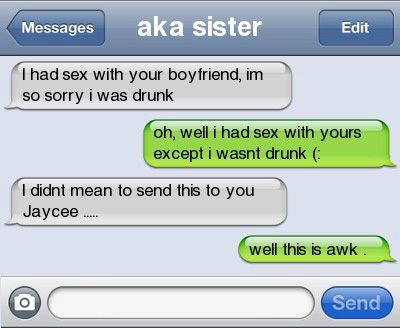 Messages
aka sister
Edit
I had sex with your boyfriend, im
so sorry i was drunk
oh, well i had sex with yours
except i wasnt drunk (:
I didnt mean to send this to you
Jaycee .....
well this is awk .
Send